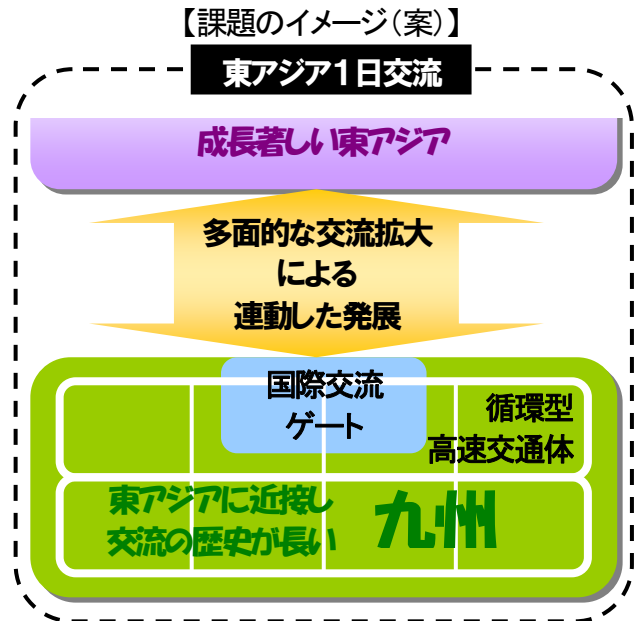 【課題のイメージ（案）】
東アジア１日交流
成長著しい東アジア
多面的な交流拡大
による
連動した発展
国際交流
ゲート
循環型
高速交通体
東アジアに近接し
交流の歴史が長い
九州